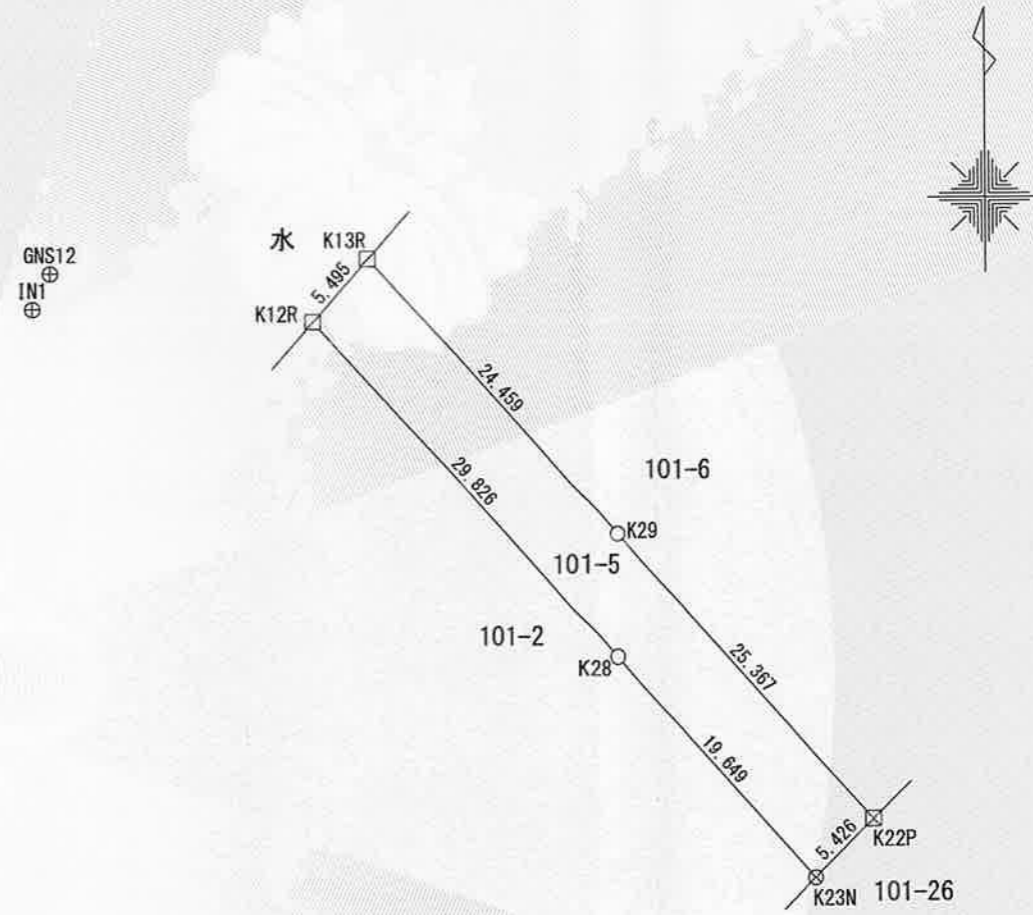 水
K13R
GNS12
IN1
5.495
K12R
24.459
29.826
101-6
K29
101-5
101-2
K28
25.367
19.649
5.426
K22P
K23N
101-26